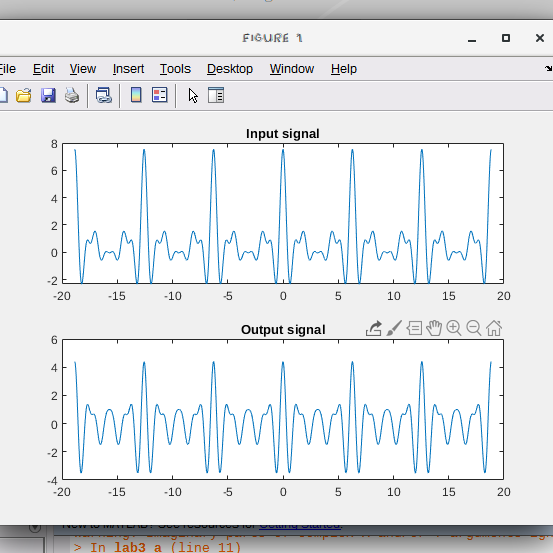 FIGURE 1
File Edit View Insert Tools Desktop Window Help
Input signal
8
6
4
2
0
-2
-20 -15 -10 -5 0 5 10 15 20
Output signal
6
4
2
0
-2
-4
-20 -15 -10 -5 0 5 10 15 20
New to MATLAB? See resources for Getting Started.
> In lab3 a (line 11)